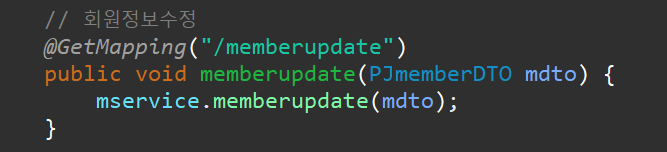 // 회원정보수정
@GetMapping("/memberupdate")
public void memberupdate(PJmemberDTO mdto) {
    mservice.memberupdate(mdto);
}